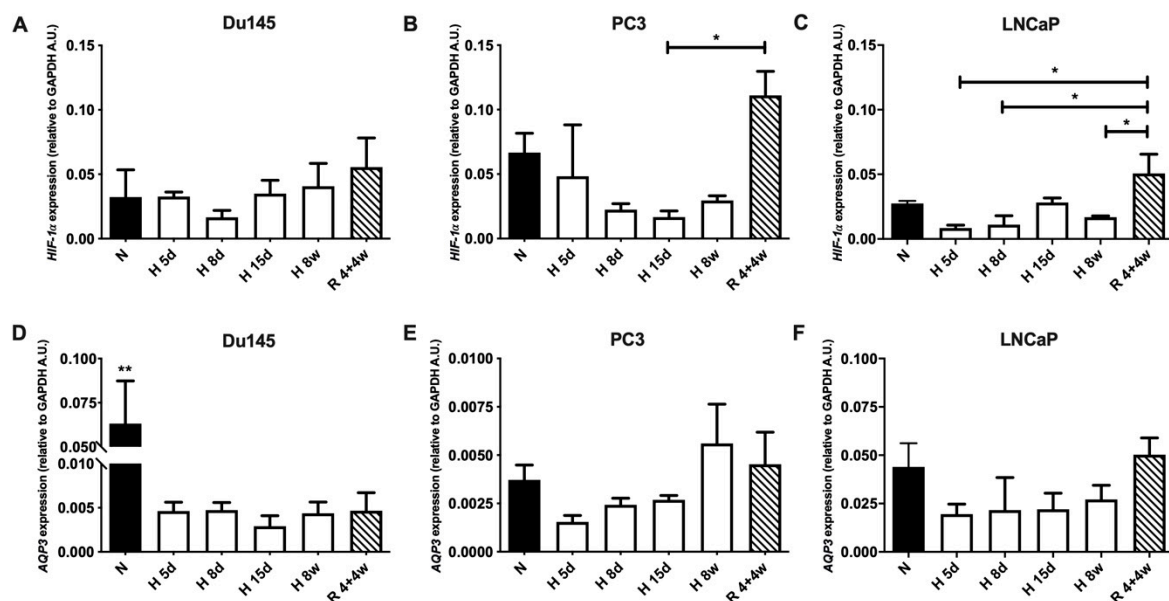 A
Du145
HIF-1α expression (relative to GAPDH A.U.)
0.15
0.10
0.05
0.00
N
H 5d
H 8d
H 15d
H 8w
R 4+4w
B
PC3
HIF-1α expression (relative to GAPDH A.U.)
0.15
0.10
0.05
0.00
*
N
H 5d
H 8d
H 15d
H 8w
R 4+4w
C
LNCaP
HIF-1α expression (relative to GAPDH A.U.)
0.15
0.10
0.05
0.00
*
*
*
N
H 5d
H 8d
H 15d
H 8w
R 4+4w
D
Du145
AQP3 expression (relative to GAPDH A.U.)
0.100
0.075
0.050
0.010
0.005
0.000
**
N
H 5d
H 8d
H 15d
H 8w
R 4+4w
E
PC3
AQP3 expression (relative to GAPDH A.U.)
0.0100
0.0075
0.0050
0.0025
0.0000
N
H 5d
H 8d
H 15d
H 8w
R 4+4w
F
LNCaP
AQP3 expression (relative to GAPDH A.U.)
0.100
0.075
0.050
0.025
0.000
N
H 5d
H 8d
H 15d
H 8w
R 4+4w